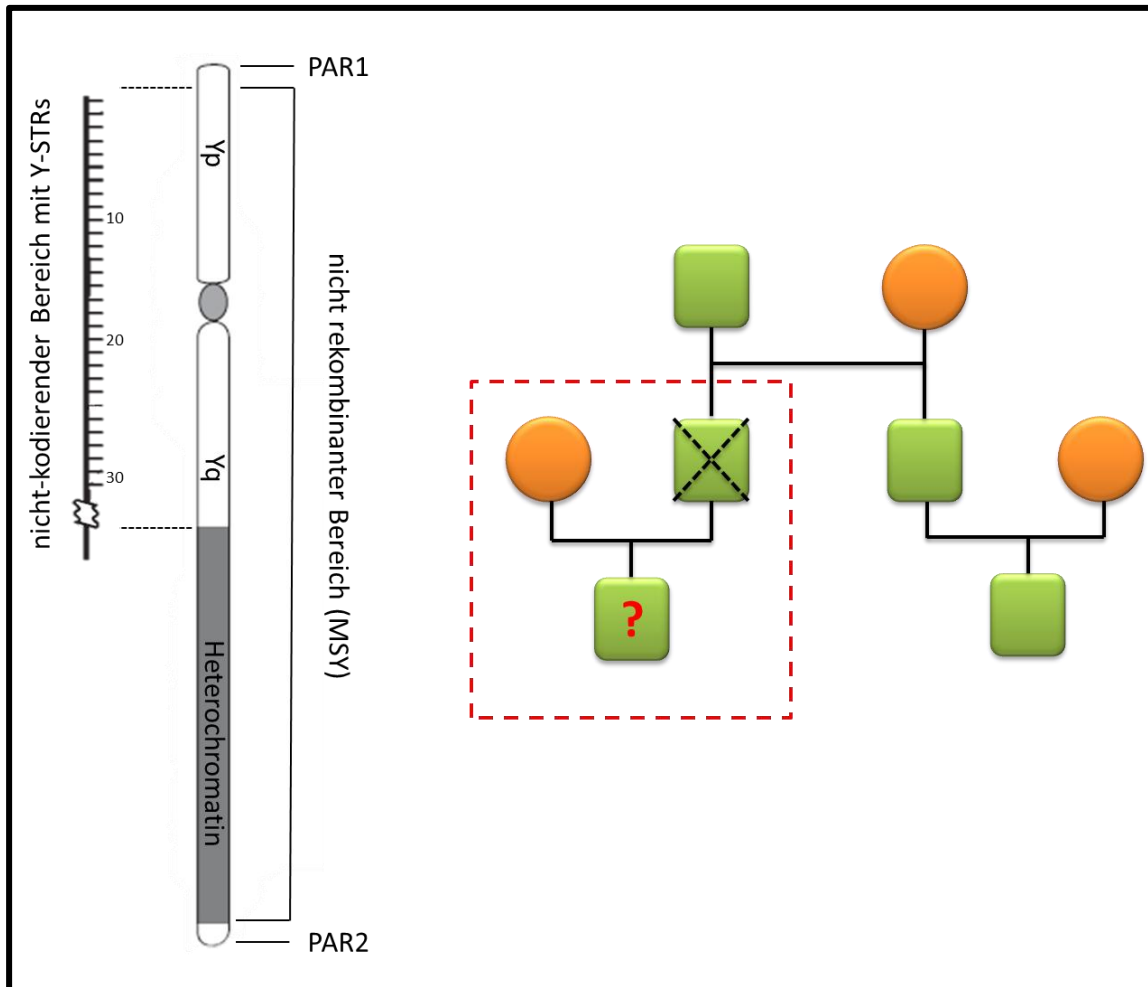 PAR1
nicht-kodierender Bereich mit Y-STRs
10
20
30
Yp
Yq
Heterochromatin
nicht rekombinanter Bereich (MSY)
PAR2
?